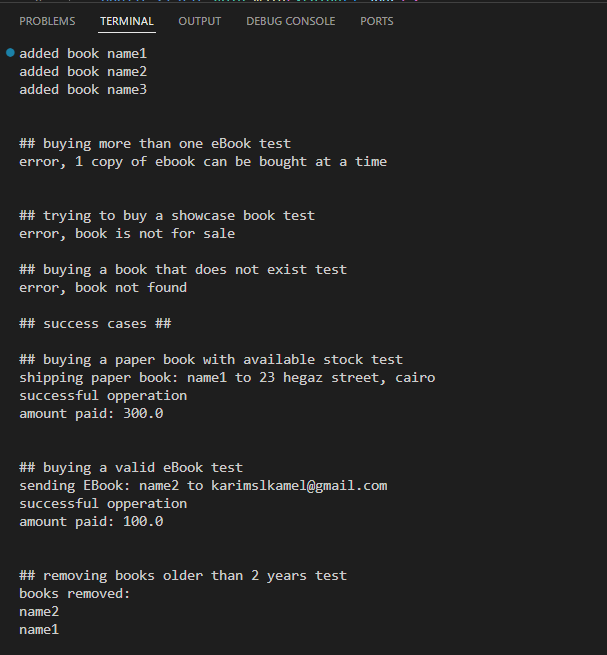 PROBLEMS TERMINAL OUTPUT DEBUG CONSOLE PORTS
added book name1
added book name2
added book name3
## buying more than one eBook test
error, 1 copy of ebook can be bought at a time
## trying to buy a showcase book test
error, book is not for sale
## buying a book that does not exist test
error, book not found
## success cases ##
## buying a paper book with available stock test
shipping paper book: name1 to 23 hegaz street, cairo
successful opperation
amount paid: 300.0
## buying a valid eBook test
sending EBook: name2 to karimslkamel@gmail.com
successful opperation
amount paid: 100.0
## removing books older than 2 years test
books removed:
name2
name1